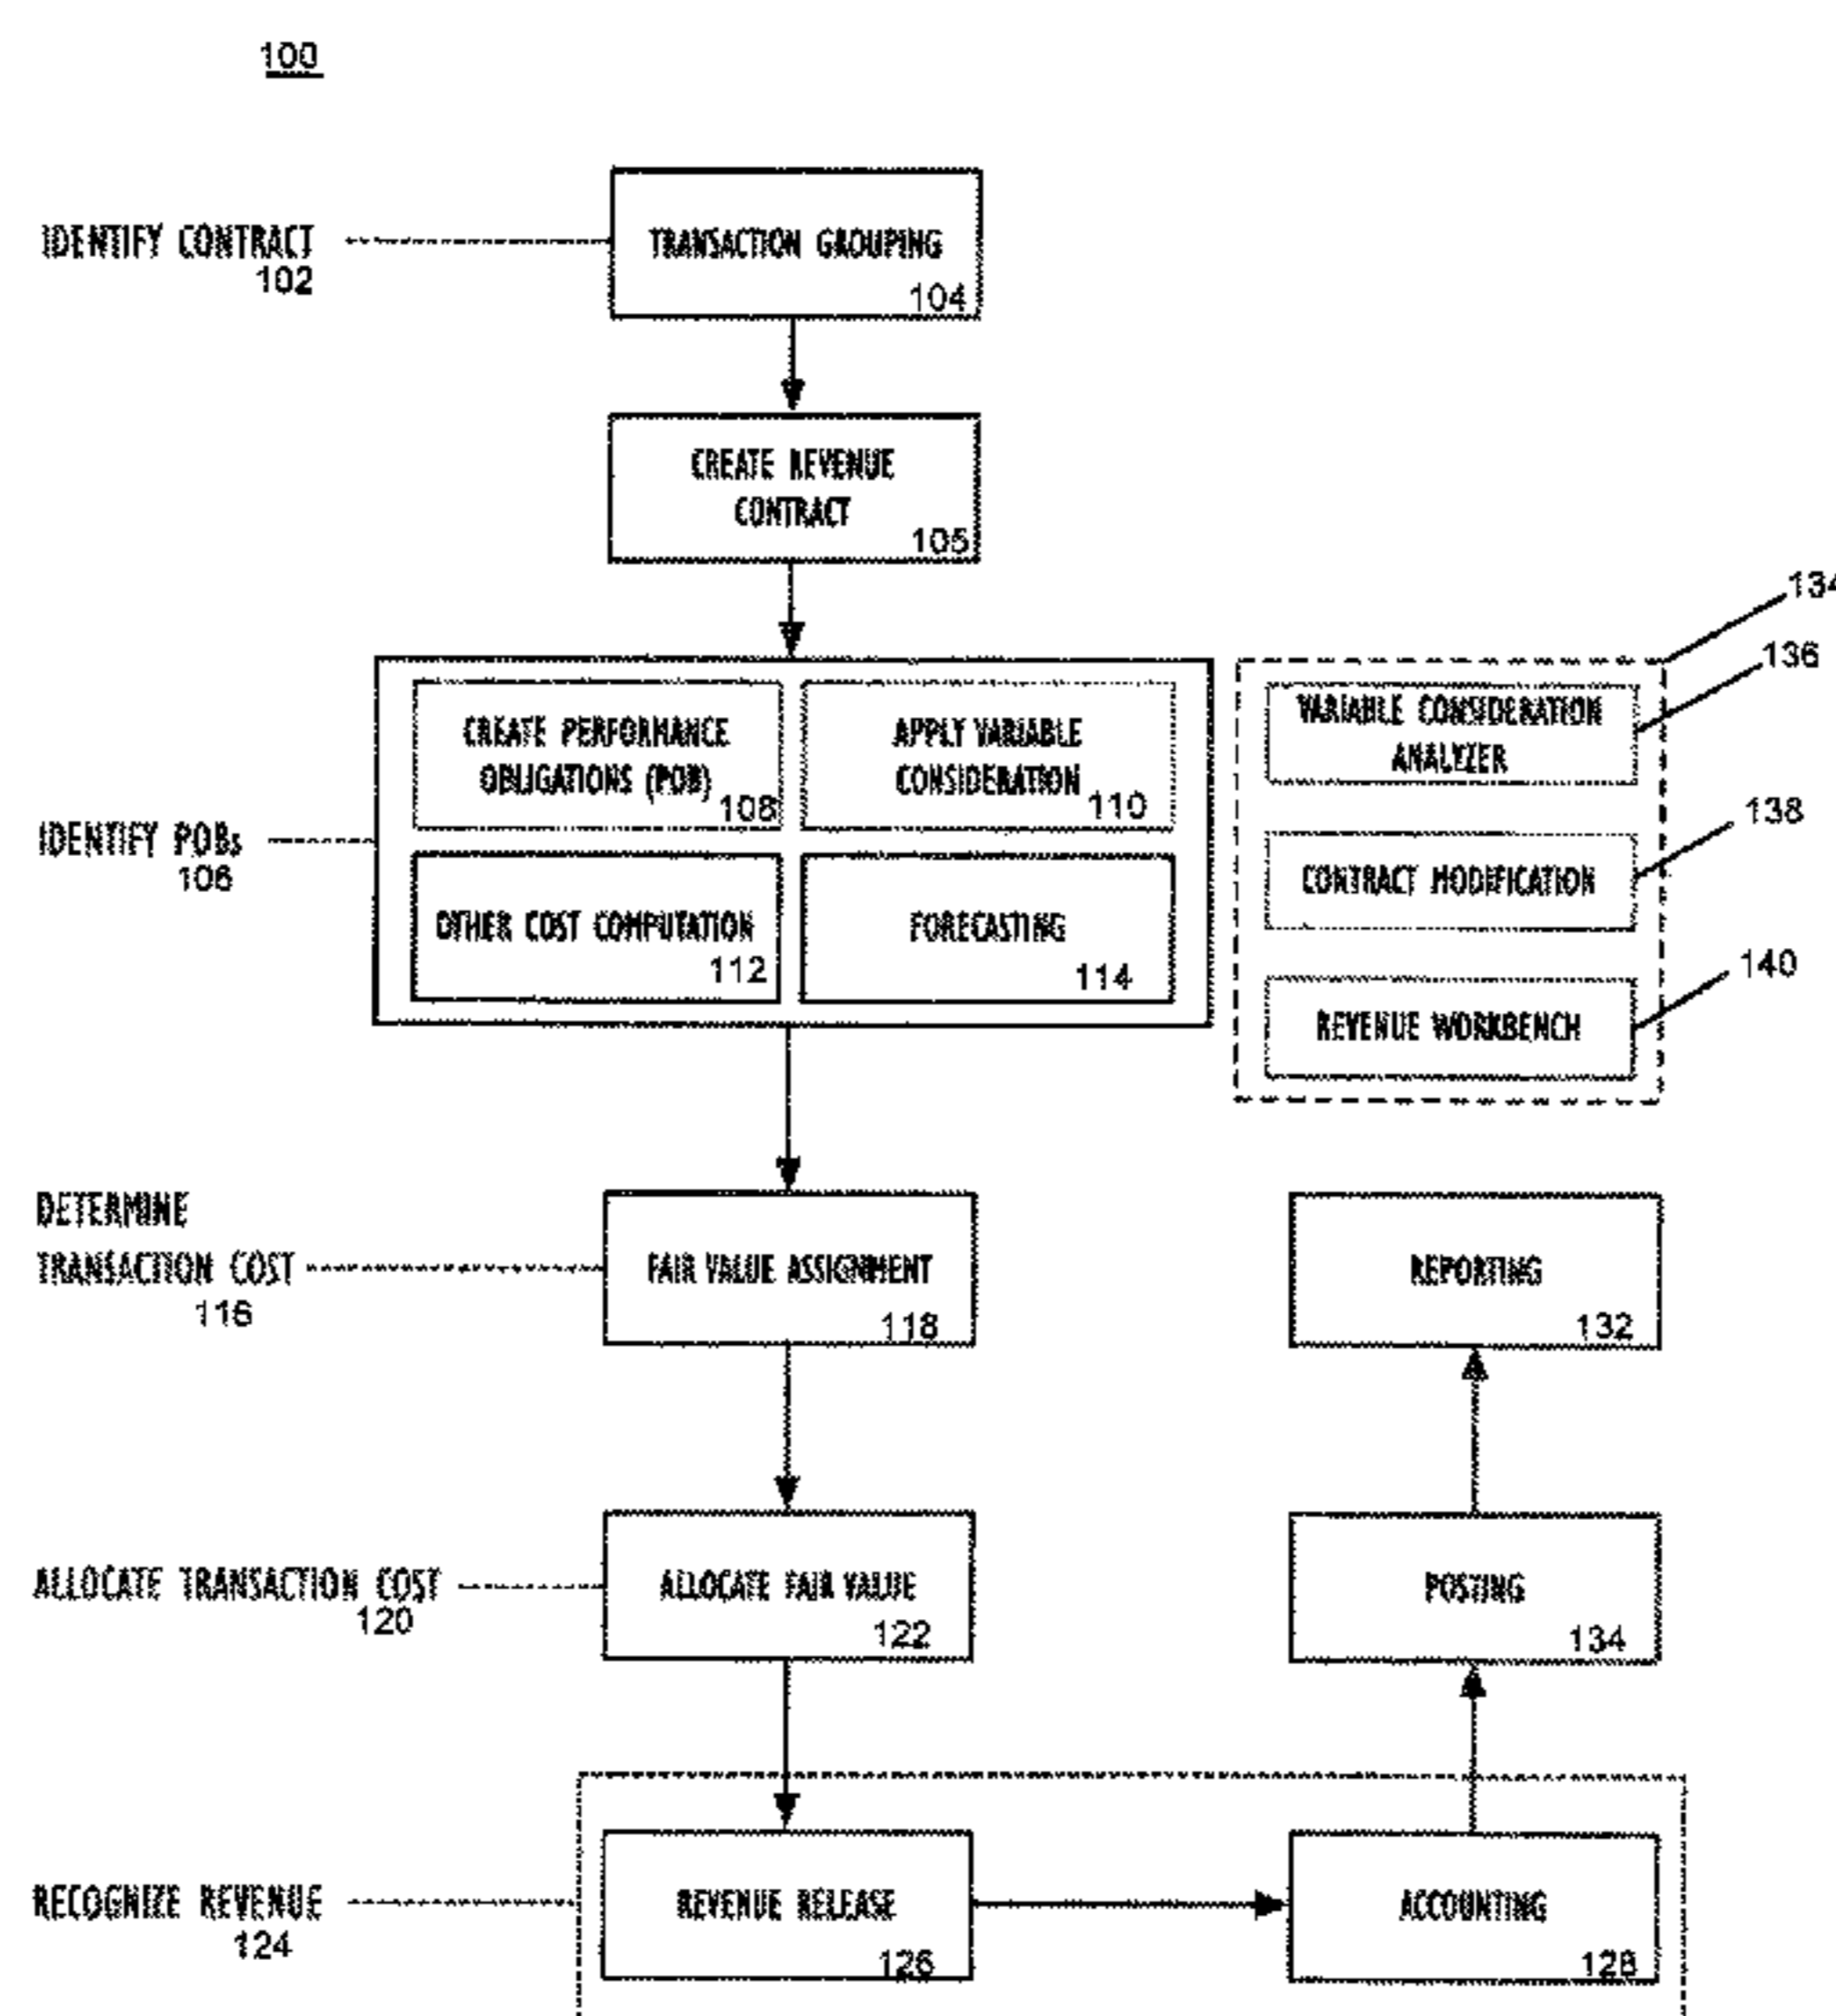 100
IDENTIFY CONTRACT
102
TRANSACTION GROUPING
104
CREATE REVENUE
CONTRACT
105
IDENTIFY POBs
106
CREATE PERFORMANCE
OBLIGATIONS (POB)
108
APPLY VARIABLE
CONSIDERATION
110
OTHER COST COMPUTATION
112
FORECASTING
114
134
VARIABLE CONSIDERATION
ANALYZER
136
CONTRACT MODIFICATION
138
REVENUE WORKBENCH
140
DETERMINE
TRANSACTION COST
116
FAIR VALUE ASSIGNMENT
118
REPORTING
132
ALLOCATE TRANSACTION COST
120
ALLOCATE FAIR VALUE
122
POSTING
134
RECOGNIZE REVENUE
124
REVENUE RELEASE
126
ACCOUNTING
128